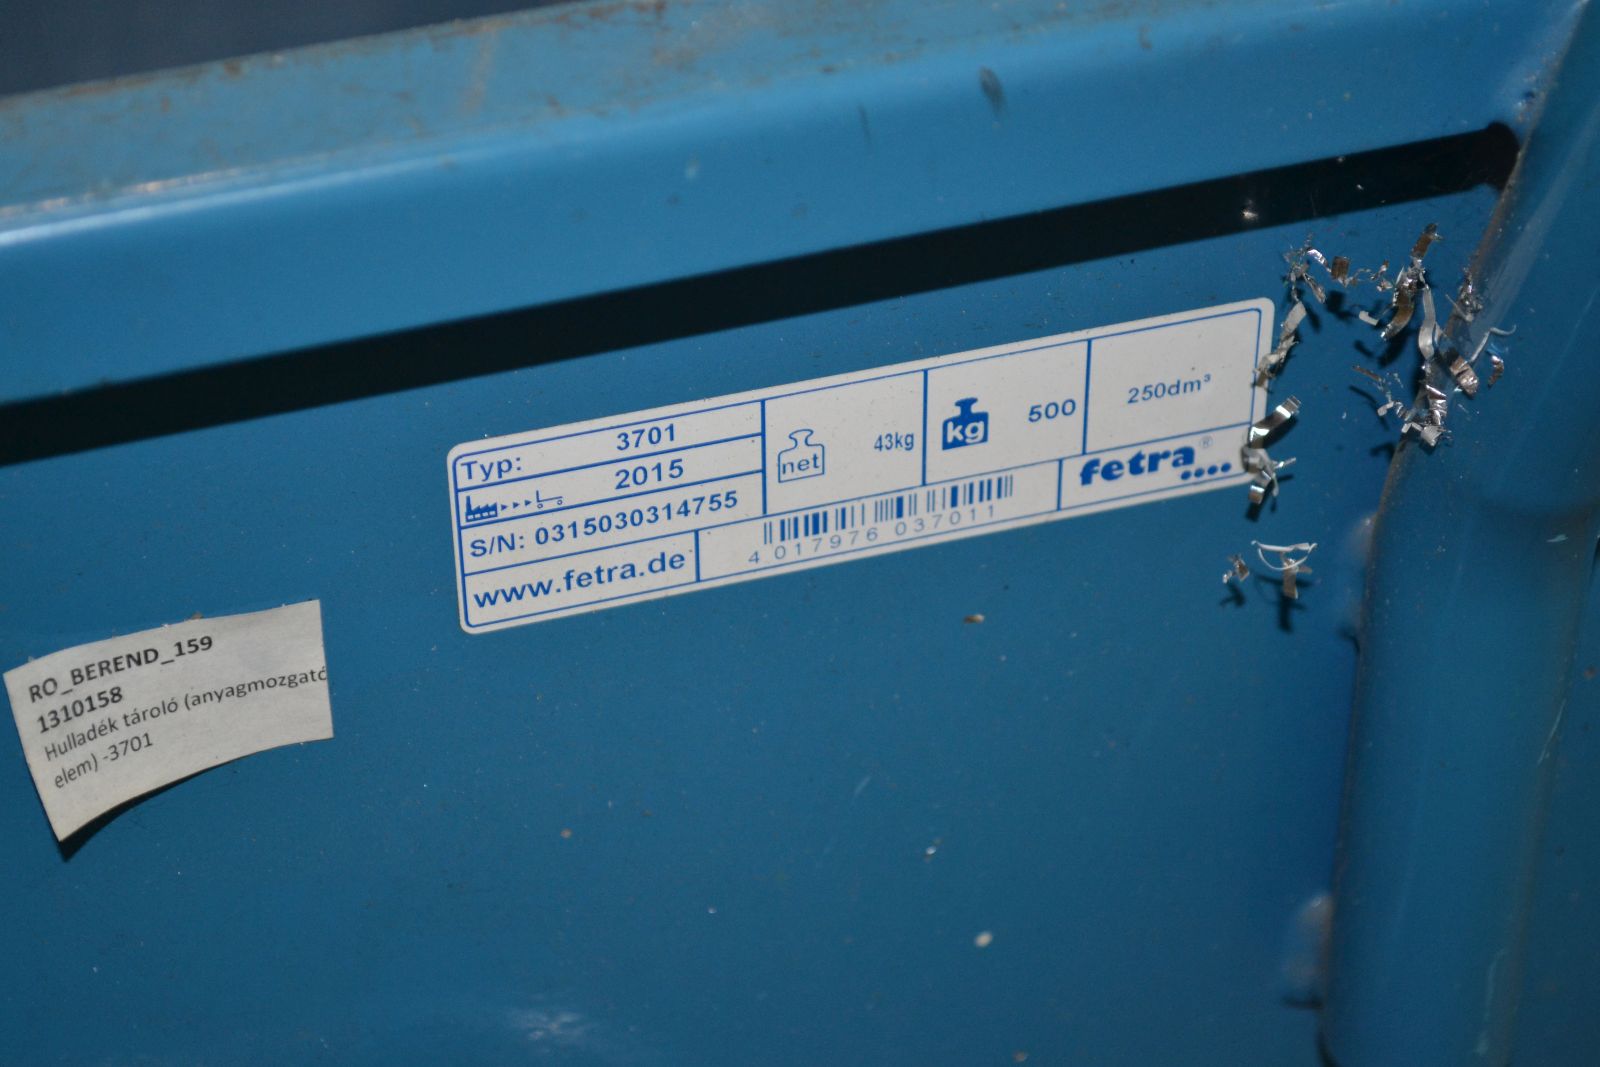 Typ: 3701
2015
S/N: 0315030314755
www.fetra.de
net 43kg
kg 500
250dm³
4 017976 037011
fetra®
RO_BEREND_159
1310158
Hulladék tároló (anyagmozgató
elem) -3701